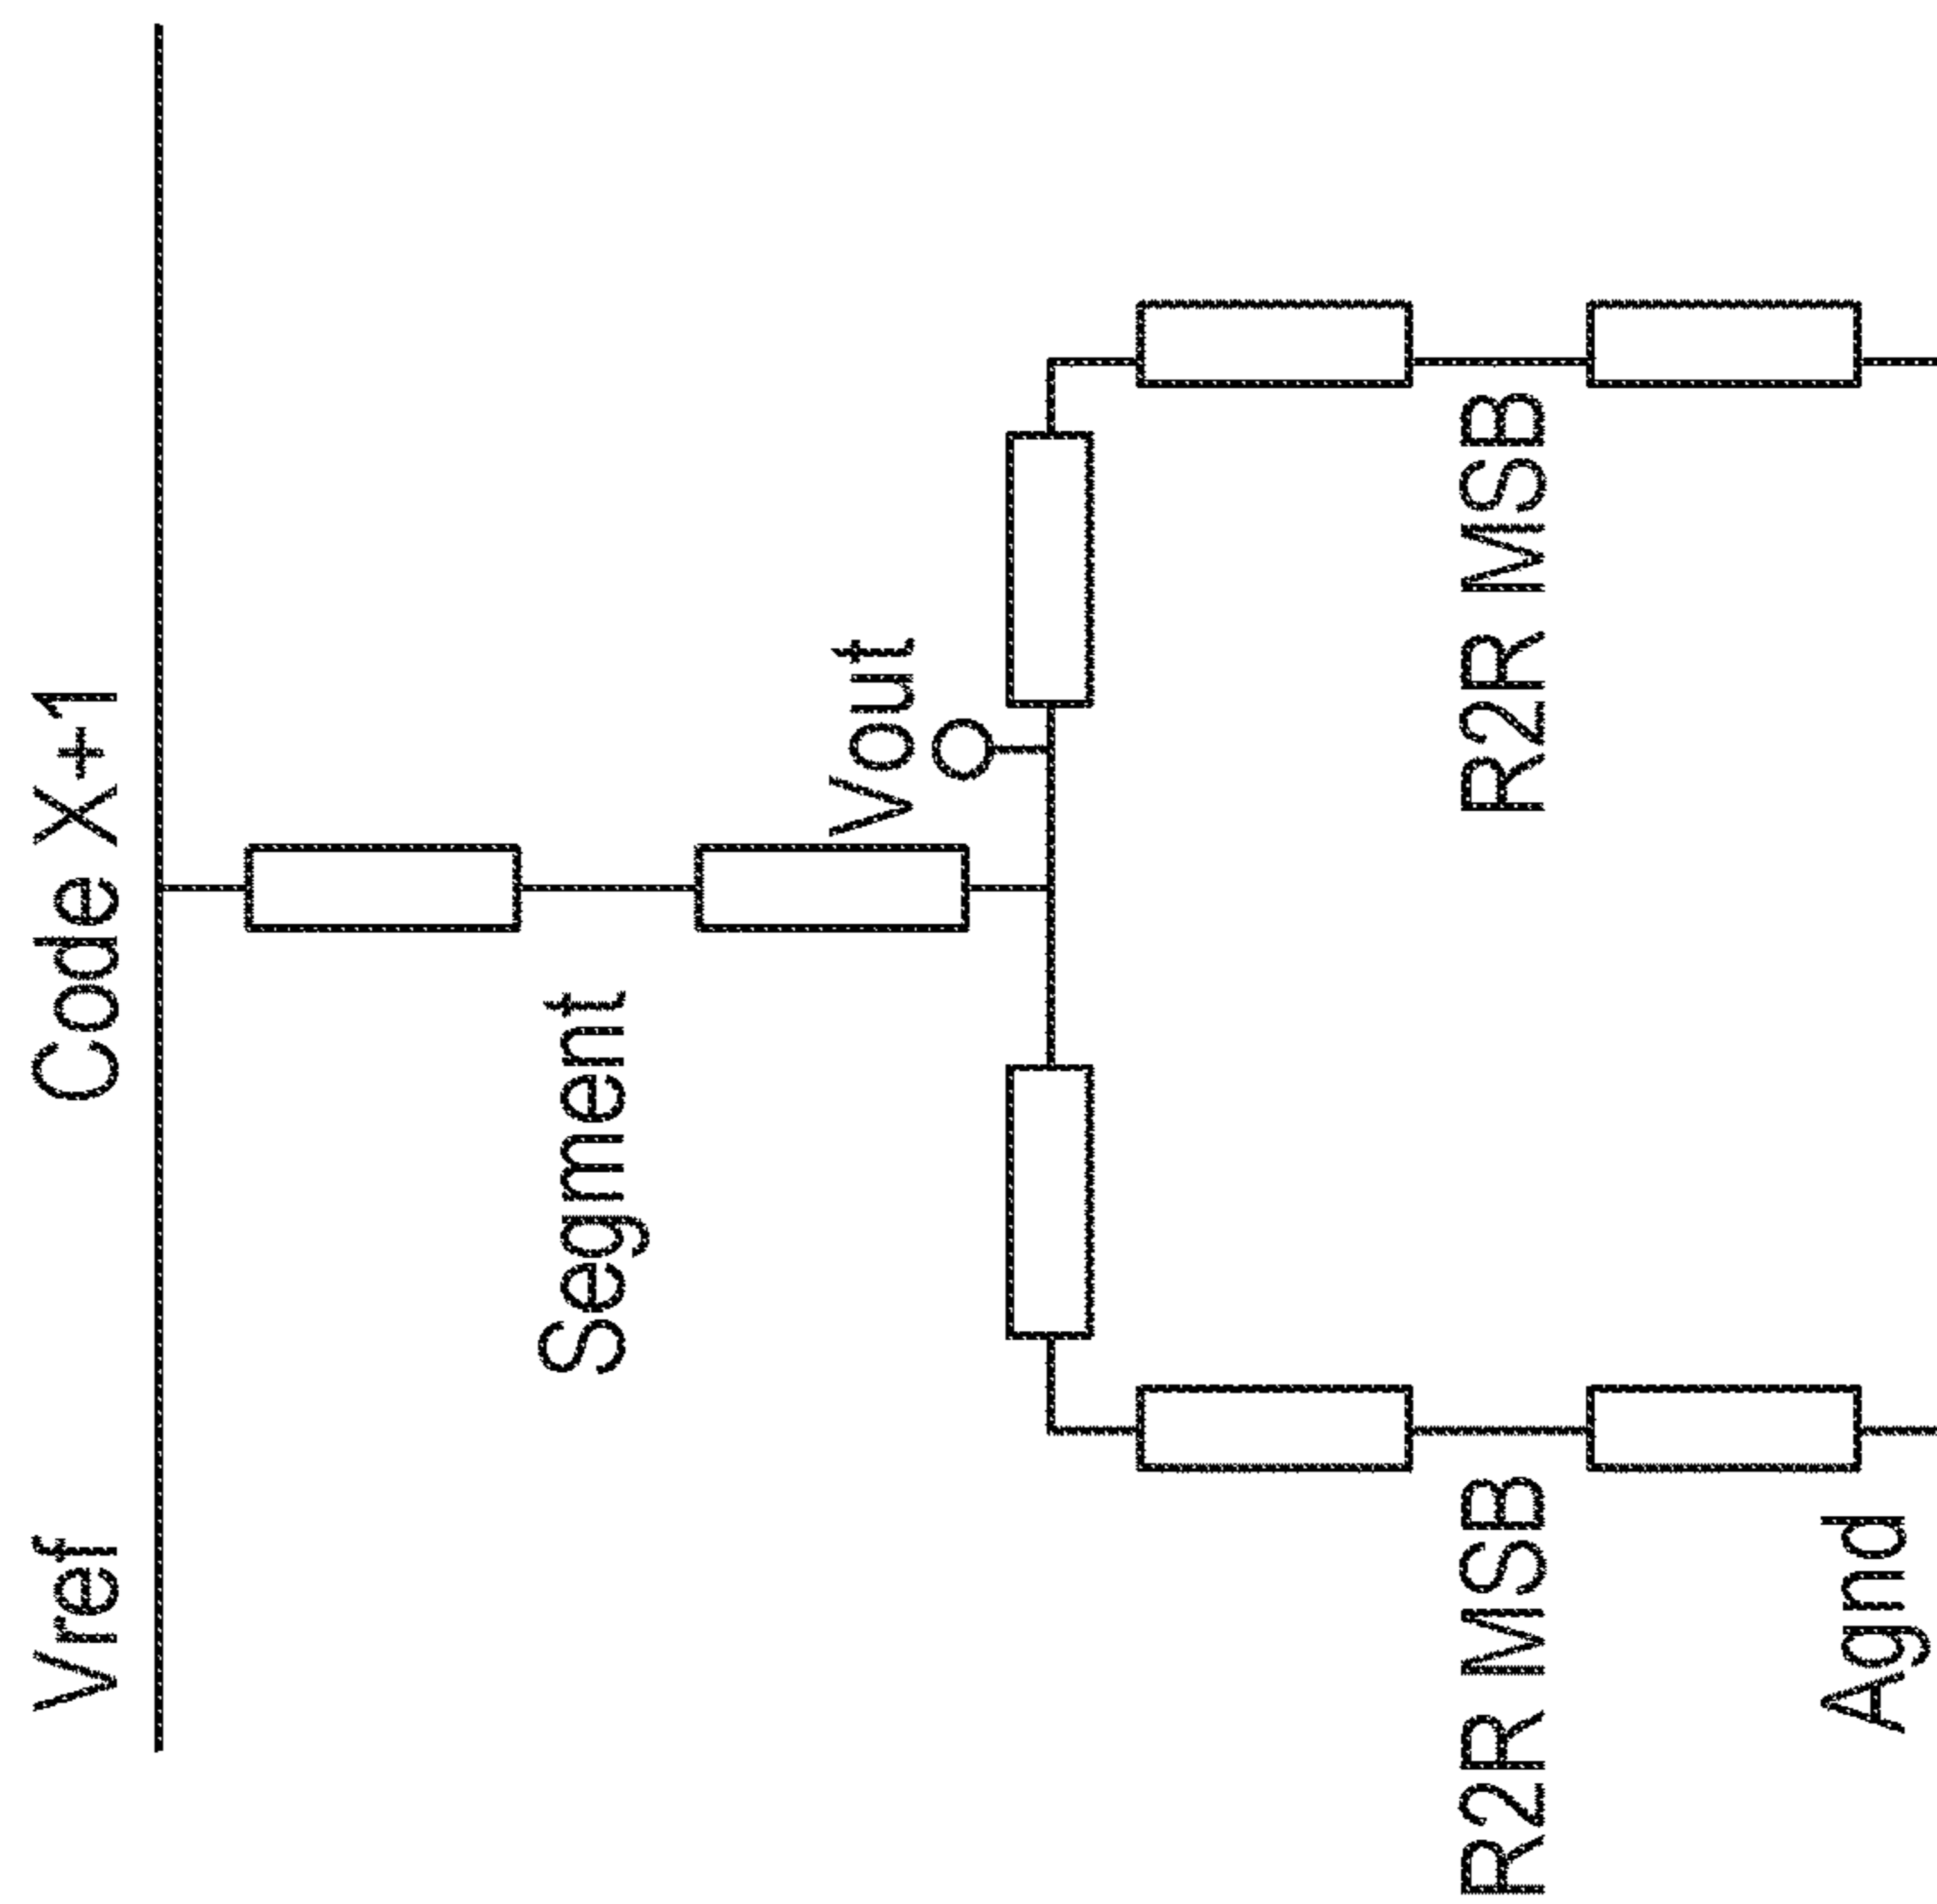 Vref
Code X+1
Segment
Vout
R2R MSB
R2R MSB
Agnd